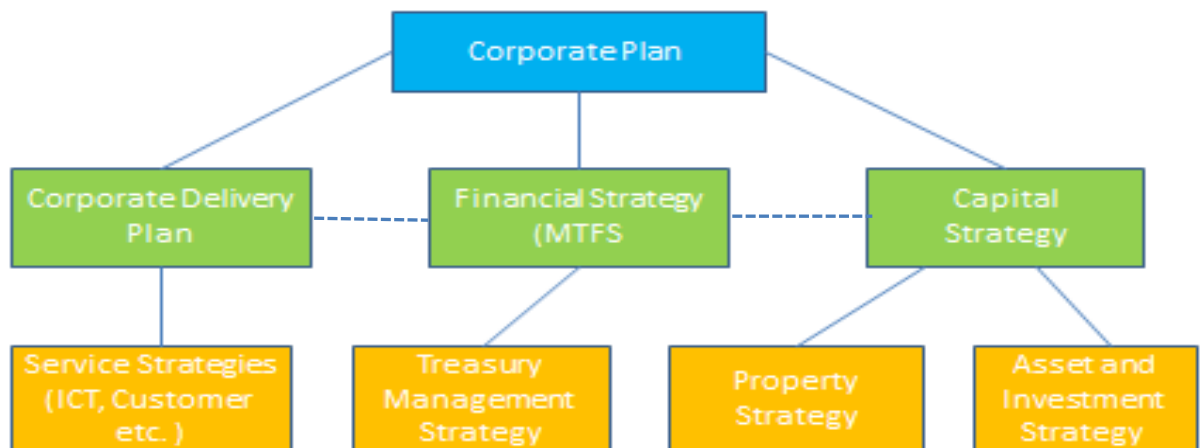 Corporate Plan
Corporate Delivery
Plan
Financial Strategy
(MTFS
Capital
Strategy
Service Strategies
(ICT, Customer
etc. )
Treasury
Management
Strategy
Property
Strategy
Asset and
Investment
Strategy